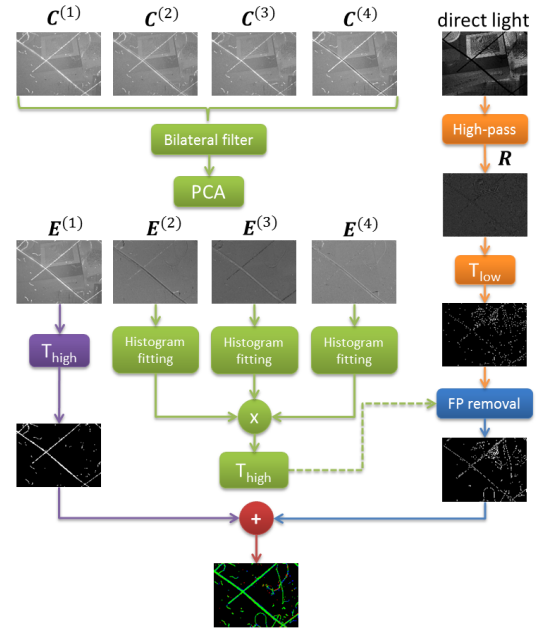 C(1) C(2) C(3) C(4)
direct light
Bilateral filter
High-pass
R
PCA
E(1) E(2) E(3) E(4)
Tlow
Thigh
Histogram
fitting
Histogram
fitting
Histogram
fitting
x
FP removal
Thigh
+